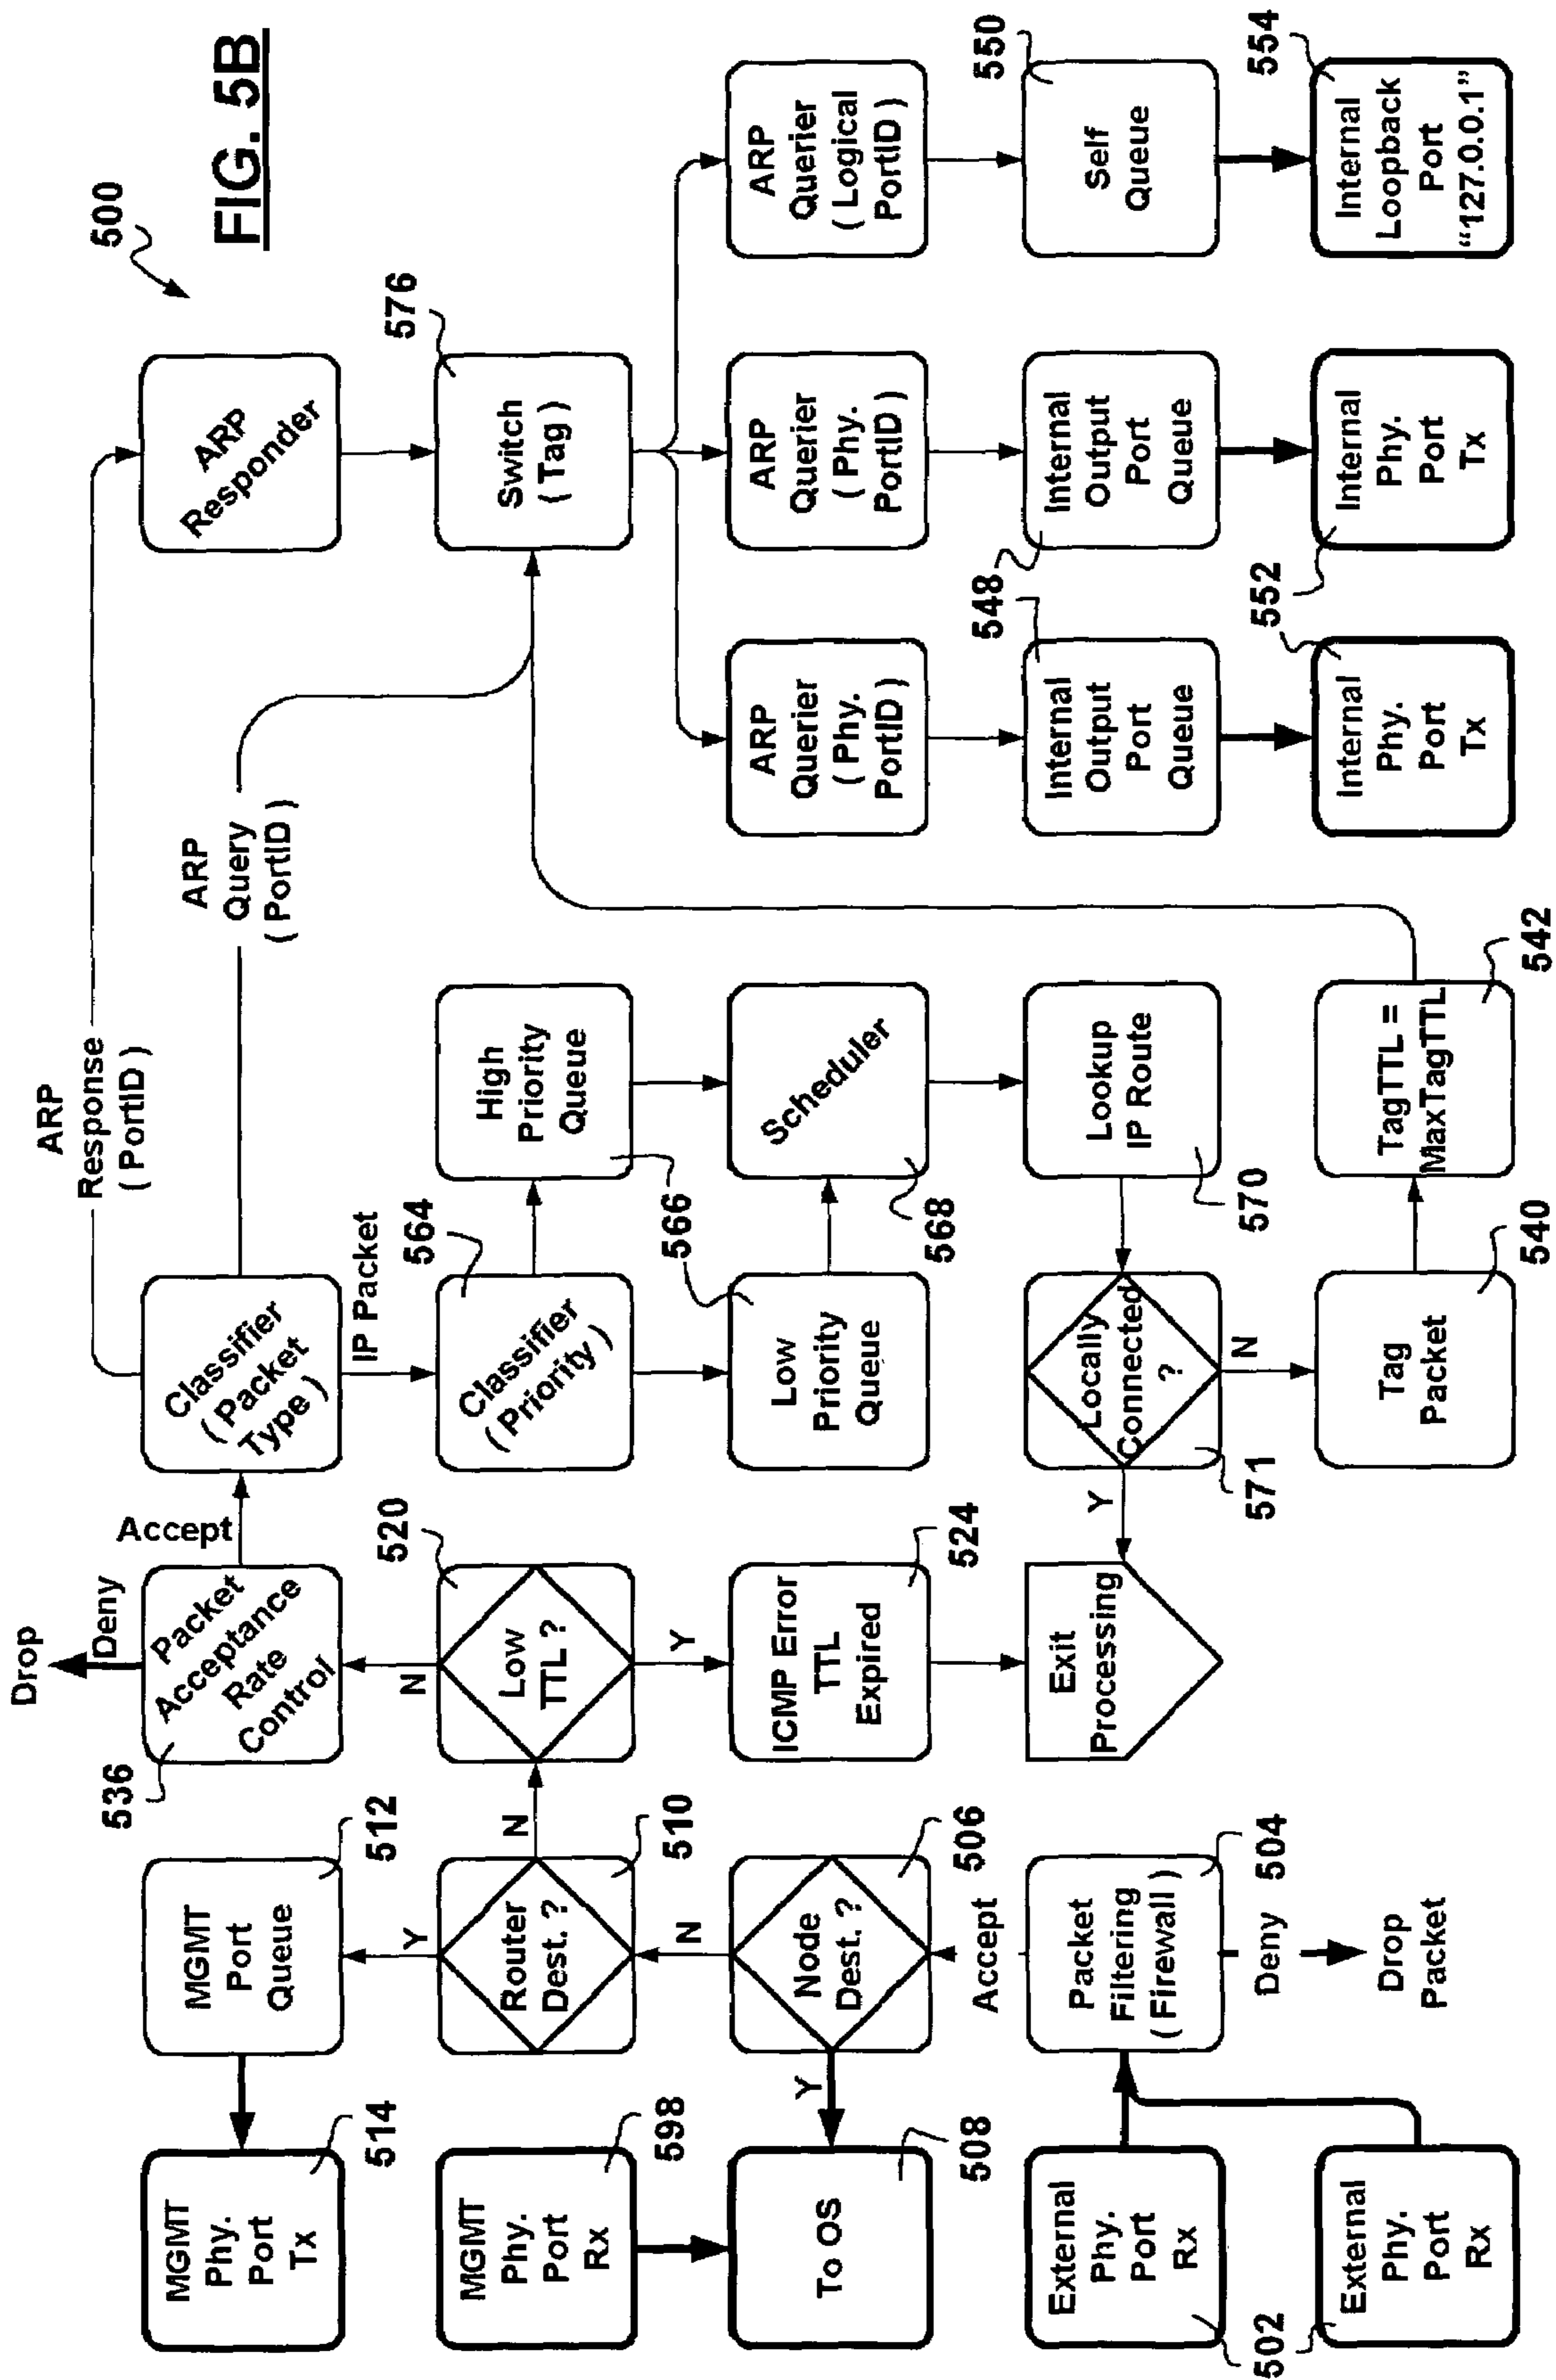 FIG. 5B
500
MGMT
Phy.
Port
Tx
514
MGMT
Port
Queue
512
Drop
Deny
Packet
Acceptance
Rate
Control
536
Accept
Classifier
( Packet
Type )
ARP
Response
( PortID )
ARP
Query
( PortID )
ARP
Responder
IP Packet
MGMT
Phy.
Port
Rx
598
Router
Dest. ?
510
Y
N
Low
TTL ?
520
N
Y
Classifier
( Priority )
564
High
Priority
Queue
566
Switch
( Tag )
576
To OS
508
Node
Dest. ?
506
Y
N
ICMP Error
TTL
Expired
524
Low
Priority
Queue
Scheduler
568
ARP
Querier
( Phy.
PortID )
ARP
Querier
( Phy.
PortID )
ARP
Querier
( Logical
PortID )
External
Phy.
Port
Rx
502
Accept
Packet
Filtering
( Firewall )
504
Deny
Drop
Packet
Exit
Processing
Y
Locally
Connected
?
571
N
Lookup
IP Route
570
Internal
Output
Port
Queue
548
Internal
Output
Port
Queue
Self
Queue
550
External
Phy.
Port
Rx
Tag
Packet
540
TagTTL =
MaxTagTTL
542
Internal
Phy.
Port
Tx
552
Internal
Phy.
Port
Tx
Internal
Loopback
Port
“127.0.0.1”
554